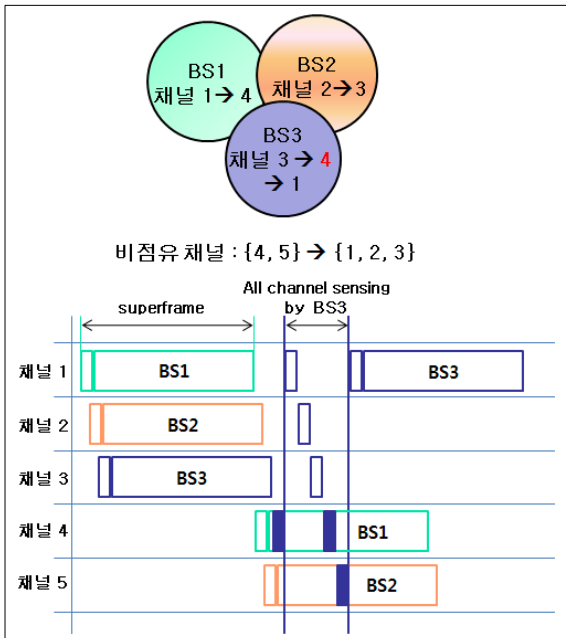 BS1
채널 1→ 4
BS2
채널 2→3
BS3
채널 3 → 4
→ 1
비점유 채널 : {4, 5} → {1, 2, 3}
superframe
All channel sensing
by BS3
채널 1
BS1
BS3
채널 2
BS2
채널 3
BS3
채널 4
BS1
채널 5
BS2